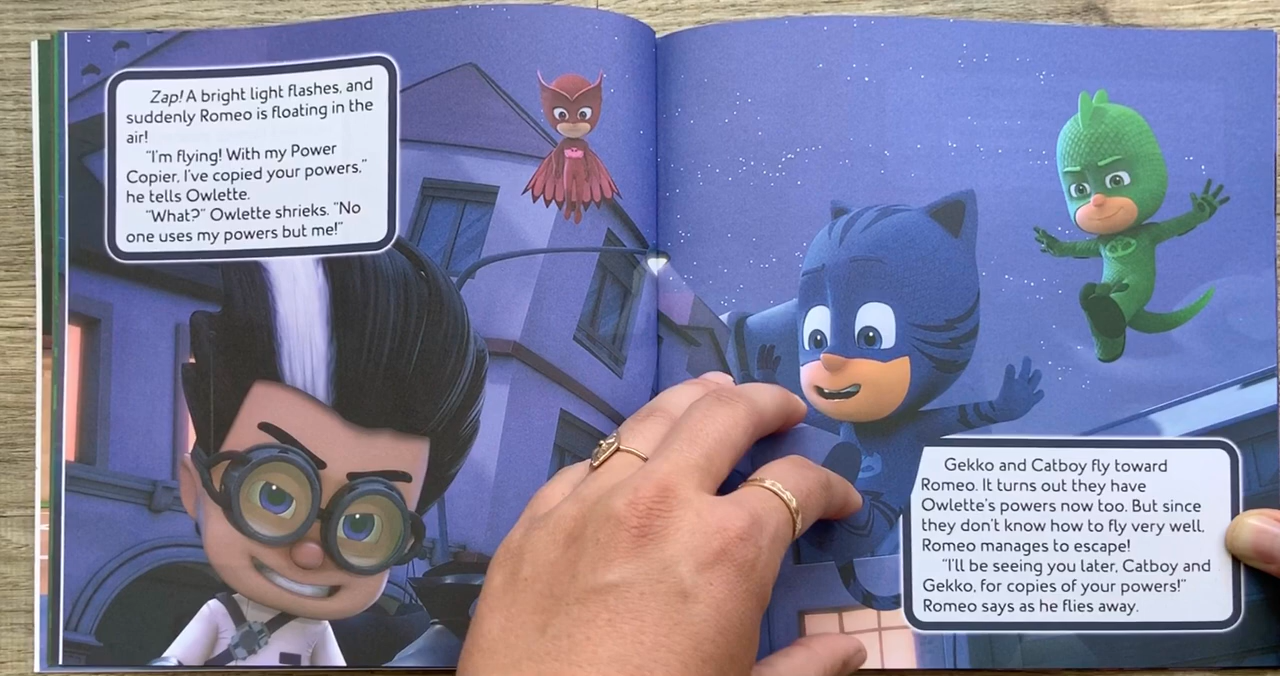 Zap! A bright light flashes, and
suddenly Romeo is floating in the
air!
"I'm flying! With my Power
Copier, I've copied your powers,"
he tells Owlette.
"What?" Owlette shrieks. "No
one uses my powers but me!"
Gekko and Catboy fly toward
Romeo. It turns out they have
Owlette's powers now too. But since
they don't know how to fly very well,
Romeo manages to escape!
"I'll be seeing you later, Catboy and
Gekko, for copies of your powers!"
Romeo says as he flies away.